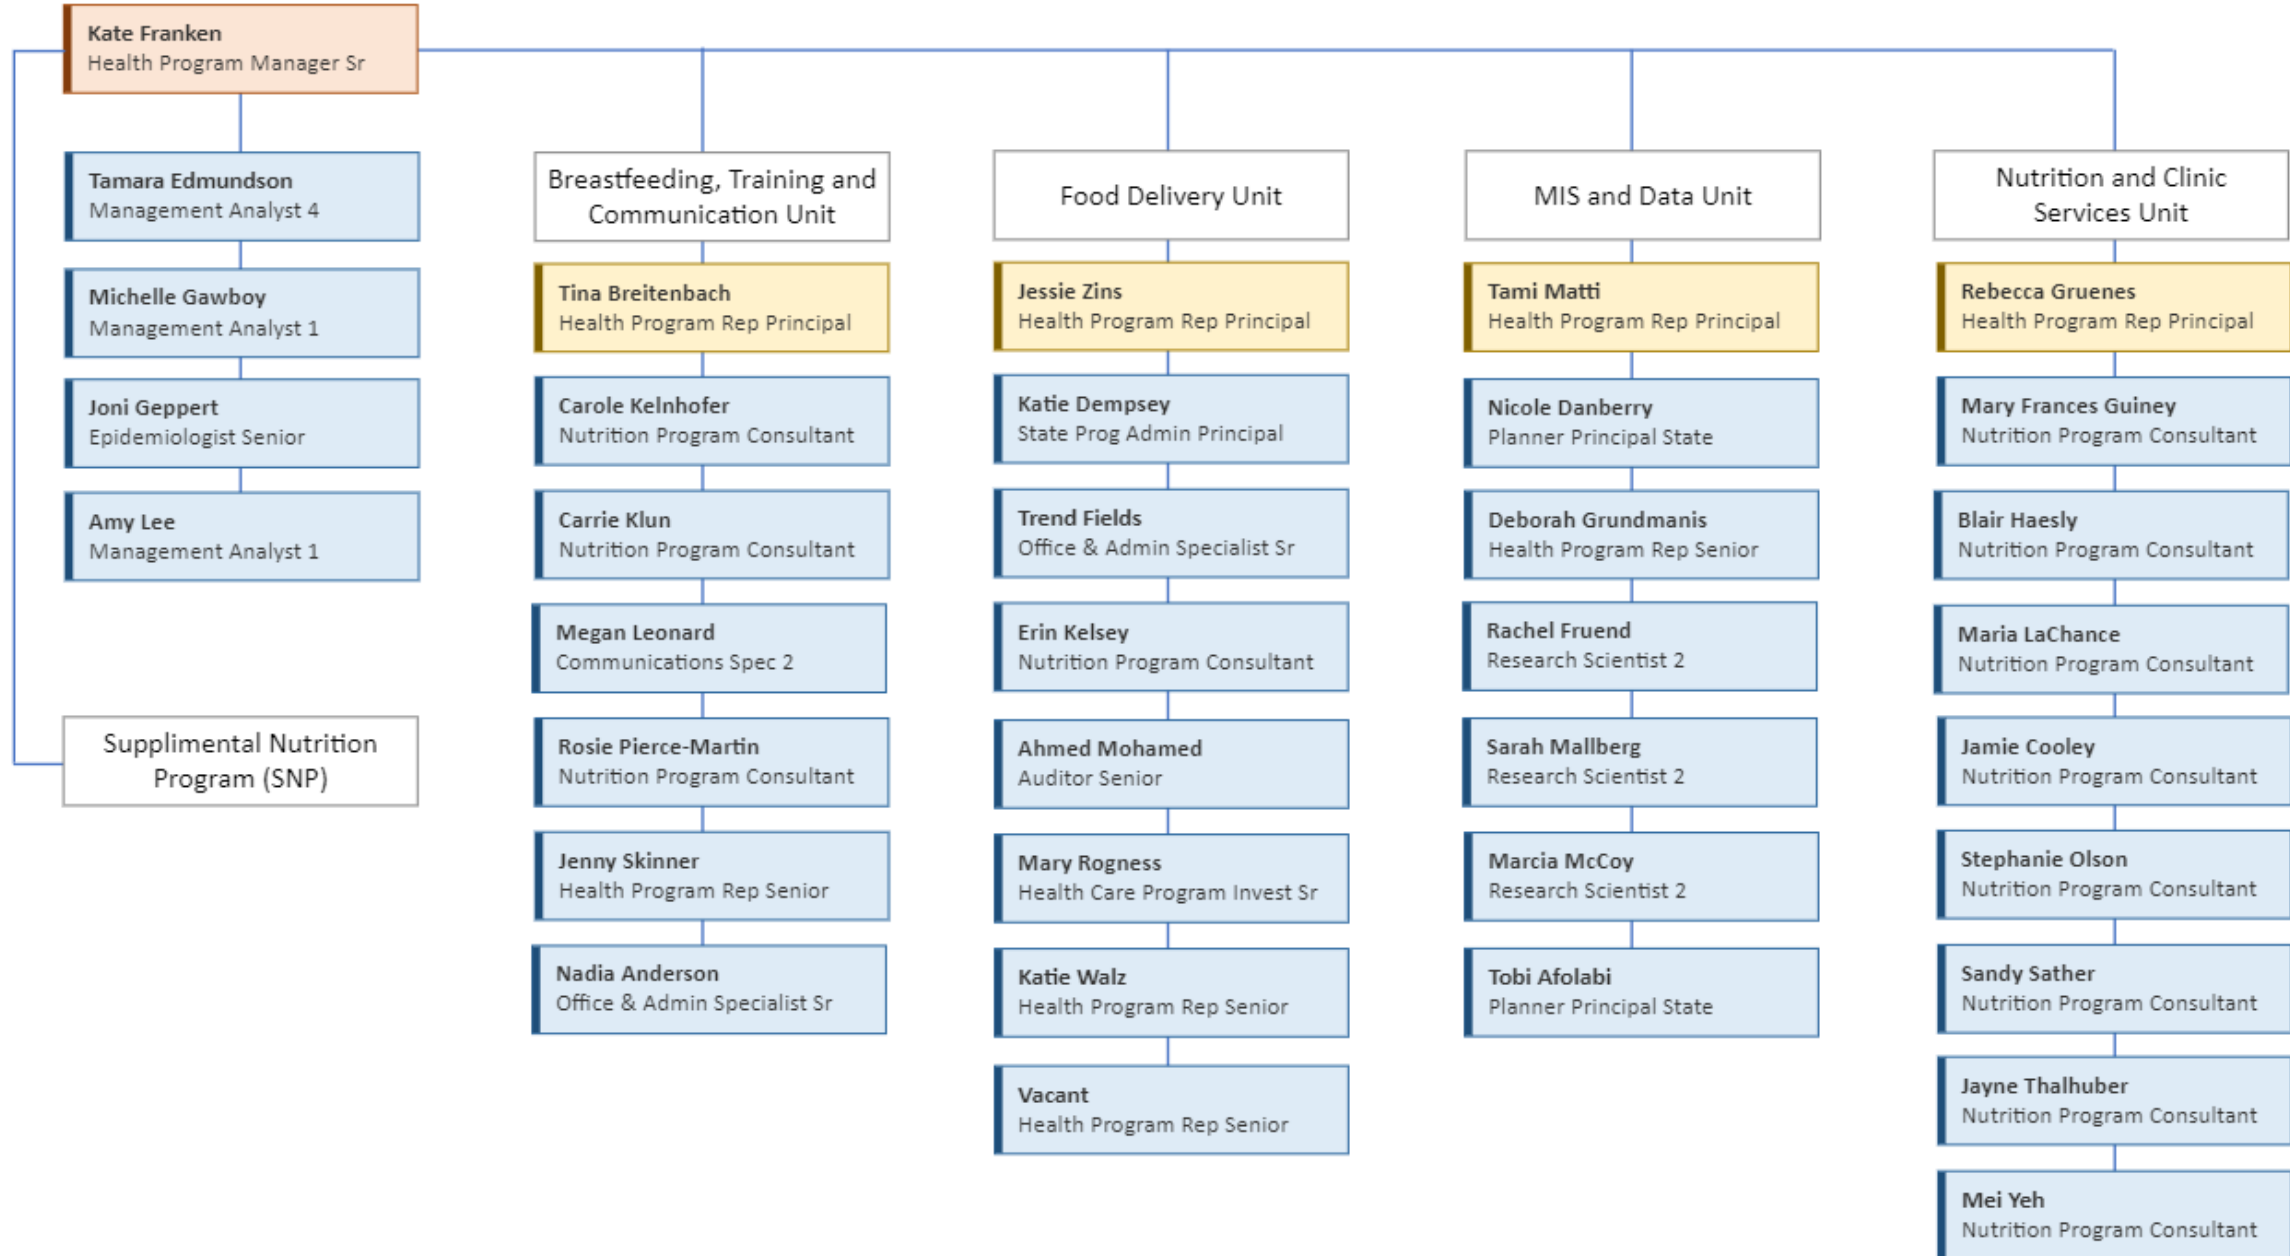 Kate Franken
Health Program Manager Sr
Tamara Edmundson
Management Analyst 4
Michelle Gawboy
Management Analyst 1
Joni Geppert
Epidemiologist Senior
Amy Lee
Management Analyst 1
Supplimental Nutrition
Program (SNP)
Breastfeeding, Training and
Communication Unit
Tina Breitenbach
Health Program Rep Principal
Carole Kelnhofer
Nutrition Program Consultant
Carrie Klun
Nutrition Program Consultant
Megan Leonard
Communications Spec 2
Rosie Pierce-Martin
Nutrition Program Consultant
Jenny Skinner
Health Program Rep Senior
Nadia Anderson
Office & Admin Specialist Sr
Food Delivery Unit
Jessie Zins
Health Program Rep Principal
Katie Dempsey
State Prog Admin Principal
Trend Fields
Office & Admin Specialist Sr
Erin Kelsey
Nutrition Program Consultant
Ahmed Mohamed
Auditor Senior
Mary Rogness
Health Care Program Invest Sr
Katie Walz
Health Program Rep Senior
Vacant
Health Program Rep Senior
MIS and Data Unit
Tami Matti
Health Program Rep Principal
Nicole Danberry
Planner Principal State
Deborah Grundmanis
Health Program Rep Senior
Rachel Fruend
Research Scientist 2
Sarah Mallberg
Research Scientist 2
Marcia McCoy
Research Scientist 2
Tobi Afolabi
Planner Principal State
Nutrition and Clinic
Services Unit
Rebecca Gruenes
Health Program Rep Principal
Mary Frances Guiney
Nutrition Program Consultant
Blair Haesly
Nutrition Program Consultant
Maria LaChance
Nutrition Program Consultant
Jamie Cooley
Nutrition Program Consultant
Stephanie Olson
Nutrition Program Consultant
Sandy Sather
Nutrition Program Consultant
Jayne Thalhuber
Nutrition Program Consultant
Mei Yeh
Nutrition Program Consultant